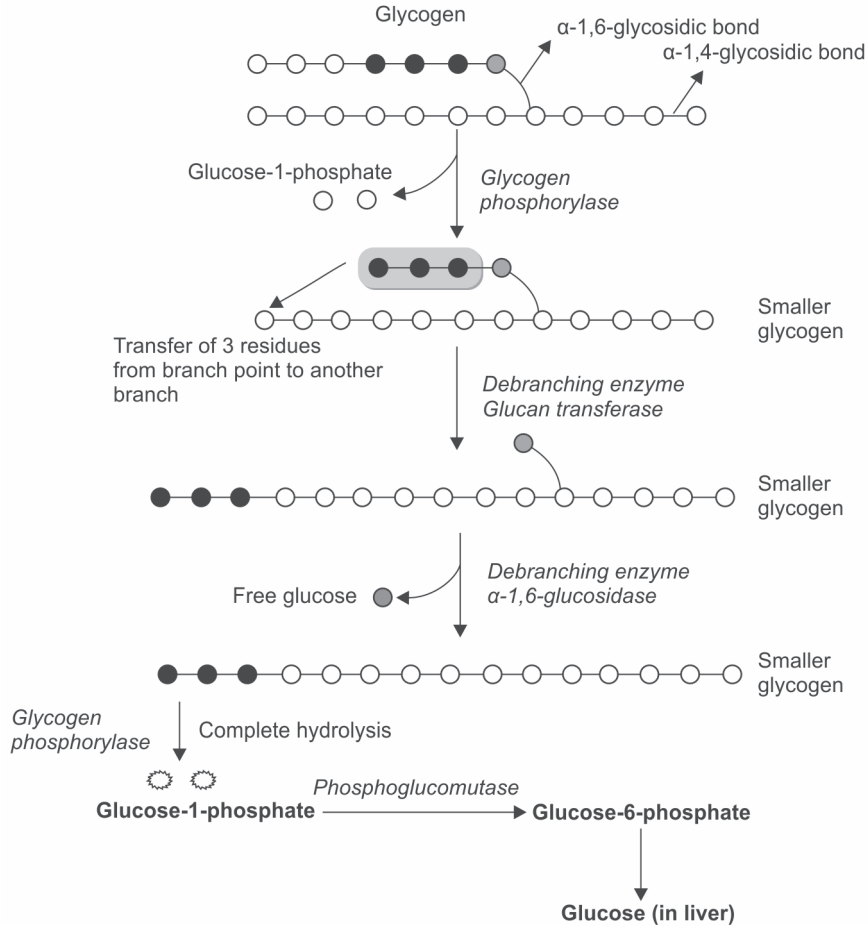 Glycogen
α-1,6-glycosidic bond
α-1,4-glycosidic bond
Glucose-1-phosphate
Glycogen
phosphorylase
Smaller
glycogen
Transfer of 3 residues
from branch point to another
branch
Debranching enzyme
Glucan transferase
Smaller
glycogen
Free glucose
Debranching enzyme
α-1,6-glucosidase
Smaller
glycogen
Glycogen
phosphorylase
Complete hydrolysis
Glucose-1-phosphate
Phosphoglucomutase
Glucose-6-phosphate
Glucose (in liver)